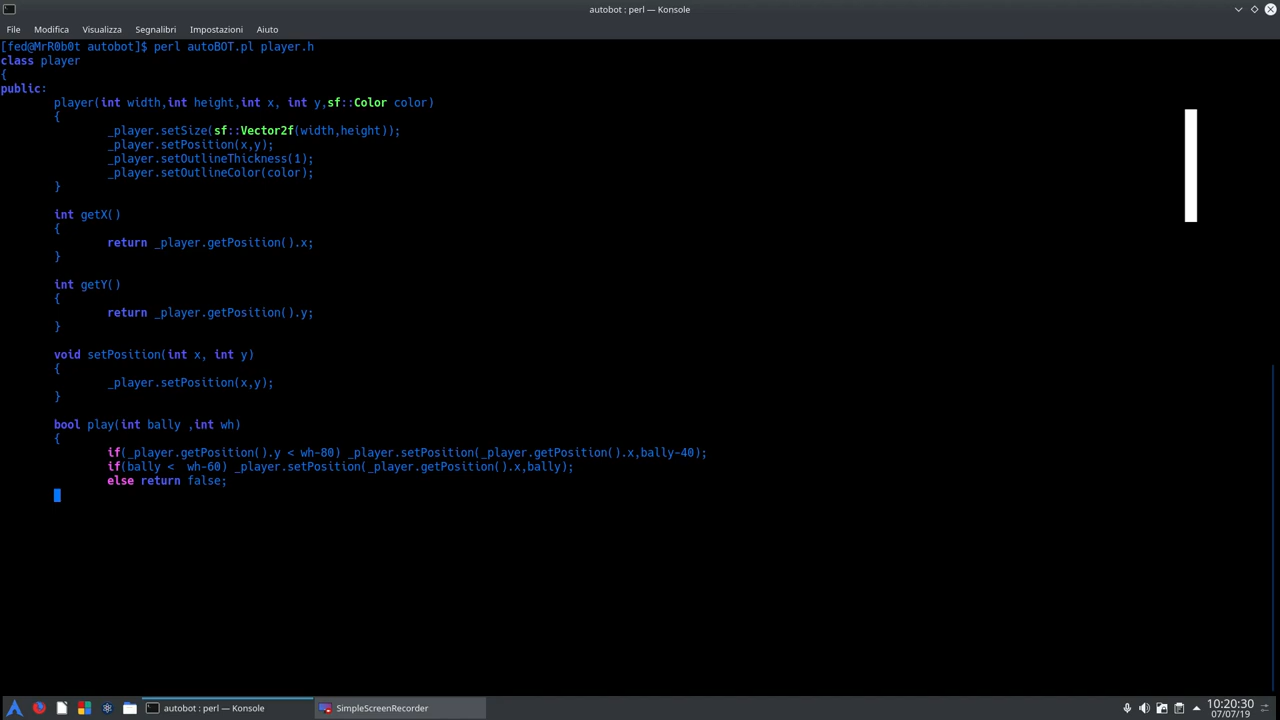 autobot : perl — Konsole
File Modifica Visualizza Segnalibri Impostazioni Aiuto
[fed@MrR0b0t autobot]$ perl autoBOT.pl player.h
class player
{
public:
player(int width,int height,int x, int y,sf::Color color)
{
_player.setSize(sf::Vector2f(width,height));
_player.setPosition(x,y);
_player.setOutlineThickness(1);
_player.setOutlineColor(color);
}
int getX()
{
return _player.getPosition().x;
}
int getY()
{
return _player.getPosition().y;
}
void setPosition(int x, int y)
{
_player.setPosition(x,y);
}
bool play(int bally ,int wh)
{
if(_player.getPosition().y < wh-80) _player.setPosition(_player.getPosition().x,bally-40);
if(bally <  wh-60) _player.setPosition(_player.getPosition().x,bally);
else return false;
autobot : perl — Konsole
SimpleScreenRecorder
10:20:30
07/07/19